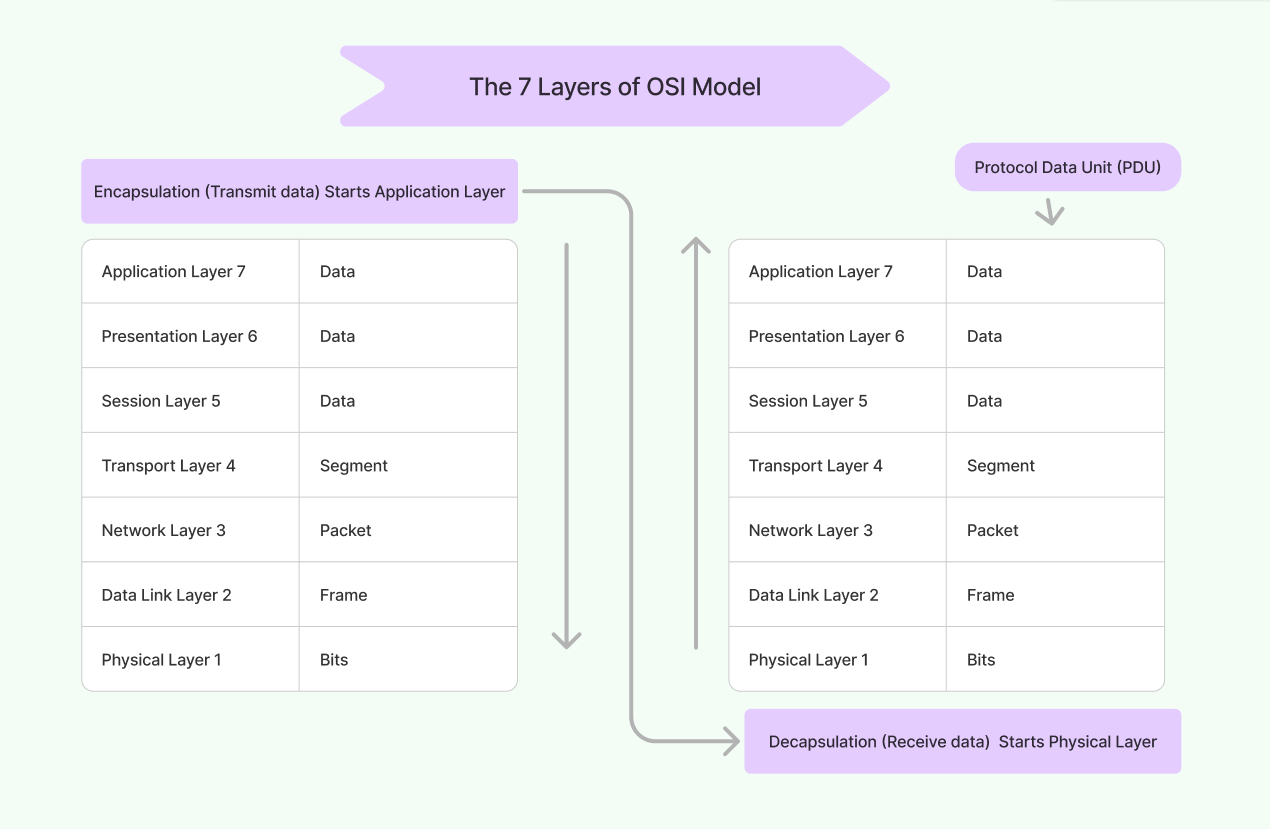 The 7 Layers of OSI Model
Encapsulation (Transmit data) Starts Application Layer
Protocol Data Unit (PDU)
Application Layer 7 Data
Presentation Layer 6 Data
Session Layer 5 Data
Transport Layer 4 Segment
Network Layer 3 Packet
Data Link Layer 2 Frame
Physical Layer 1 Bits
Application Layer 7 Data
Presentation Layer 6 Data
Session Layer 5 Data
Transport Layer 4 Segment
Network Layer 3 Packet
Data Link Layer 2 Frame
Physical Layer 1 Bits
Decapsulation (Receive data)  Starts Physical Layer